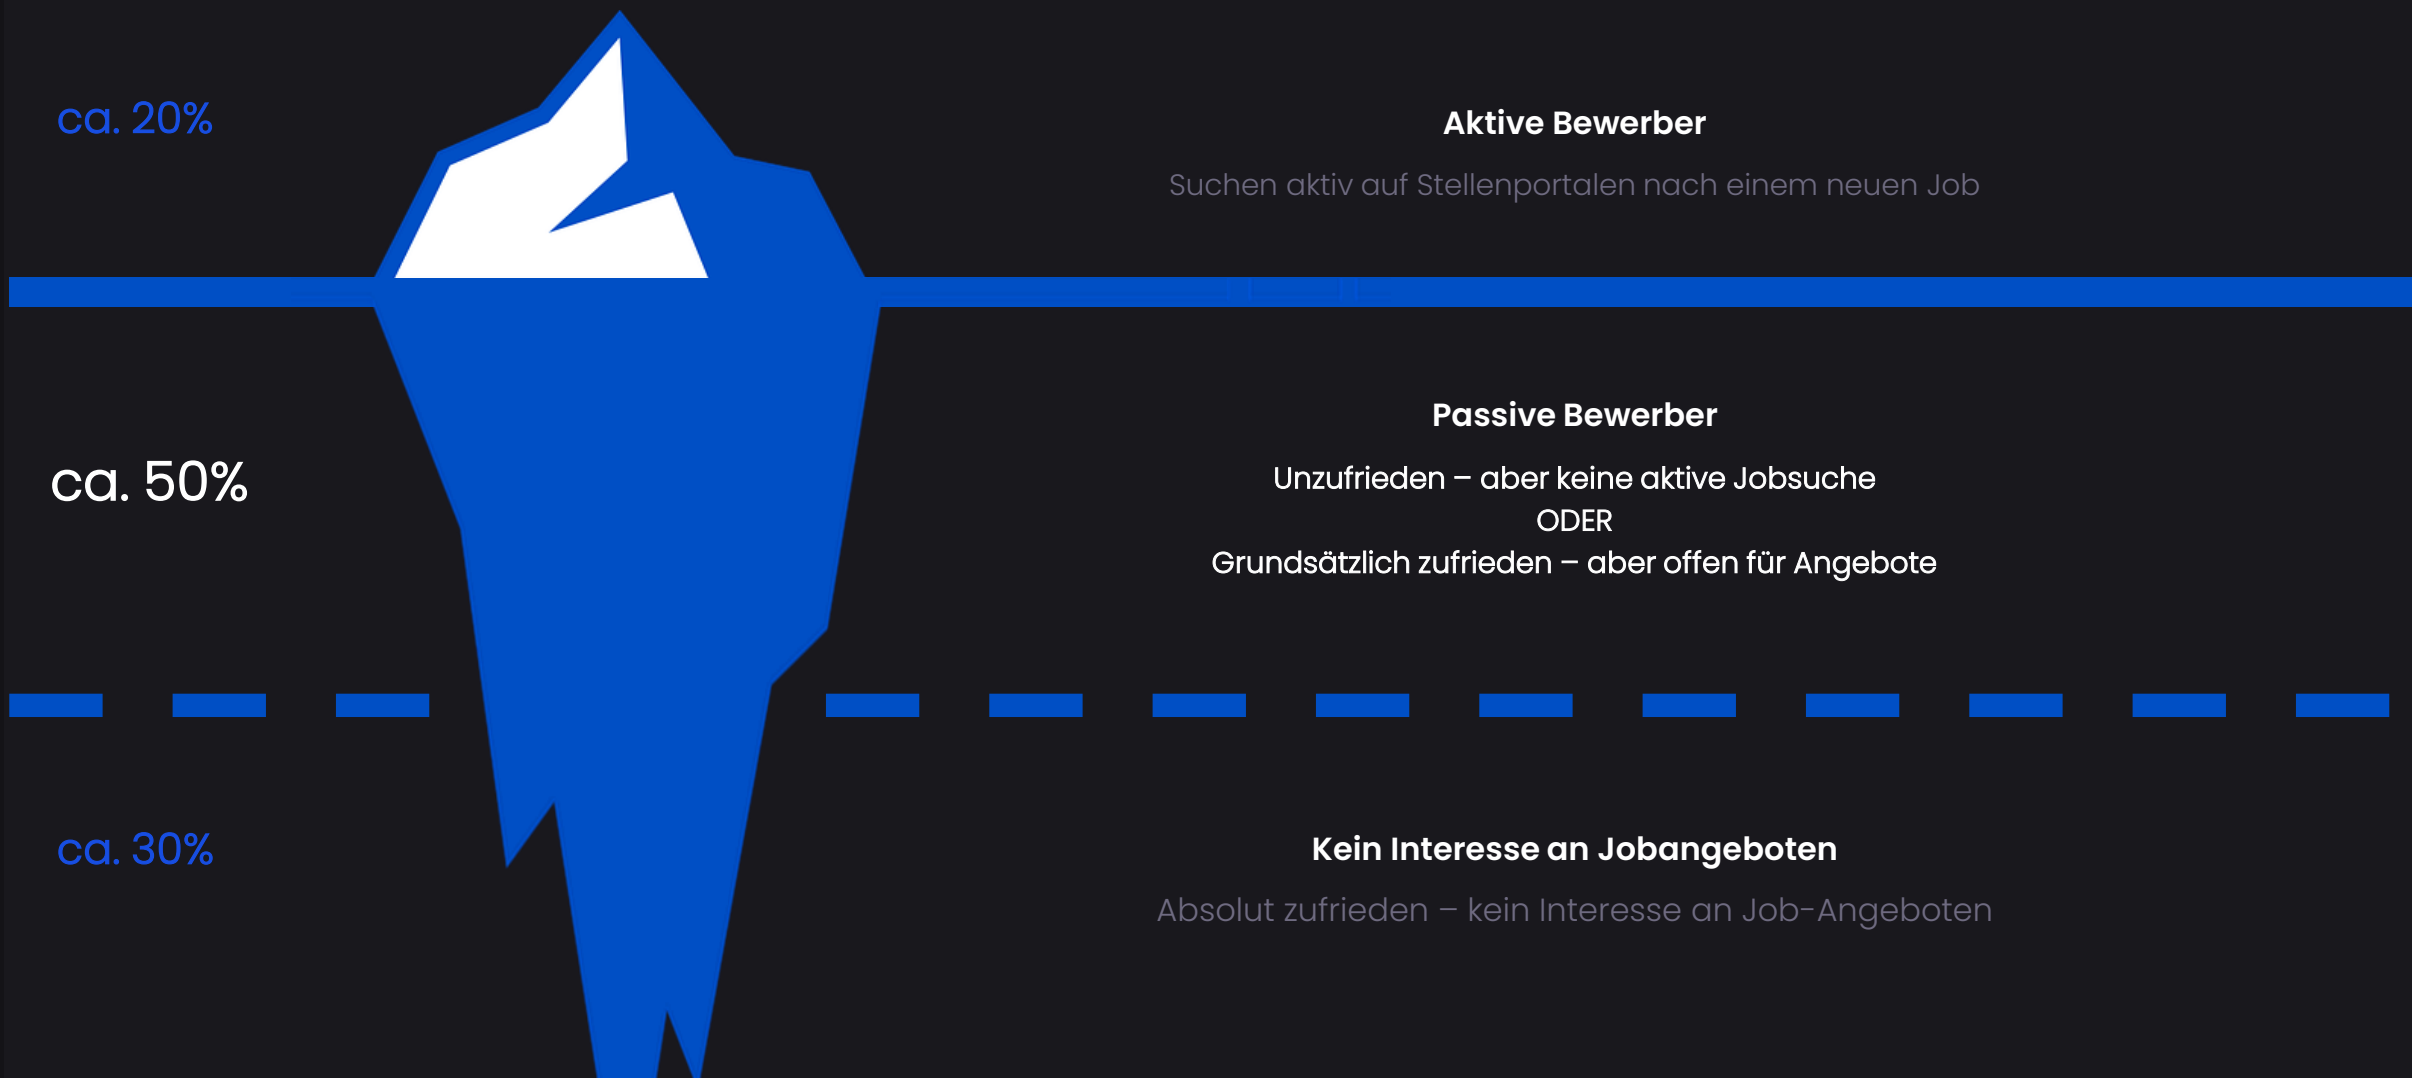 ca. 20%
Aktive Bewerber
Suchen aktiv auf Stellenportalen nach einem neuen Job
ca. 50%
Passive Bewerber
Unzufrieden – aber keine aktive Jobsuche
ODER
Grundsätzlich zufrieden – aber offen für Angebote
ca. 30%
Kein Interesse an Jobangeboten
Absolut zufrieden – kein Interesse an Job-Angeboten